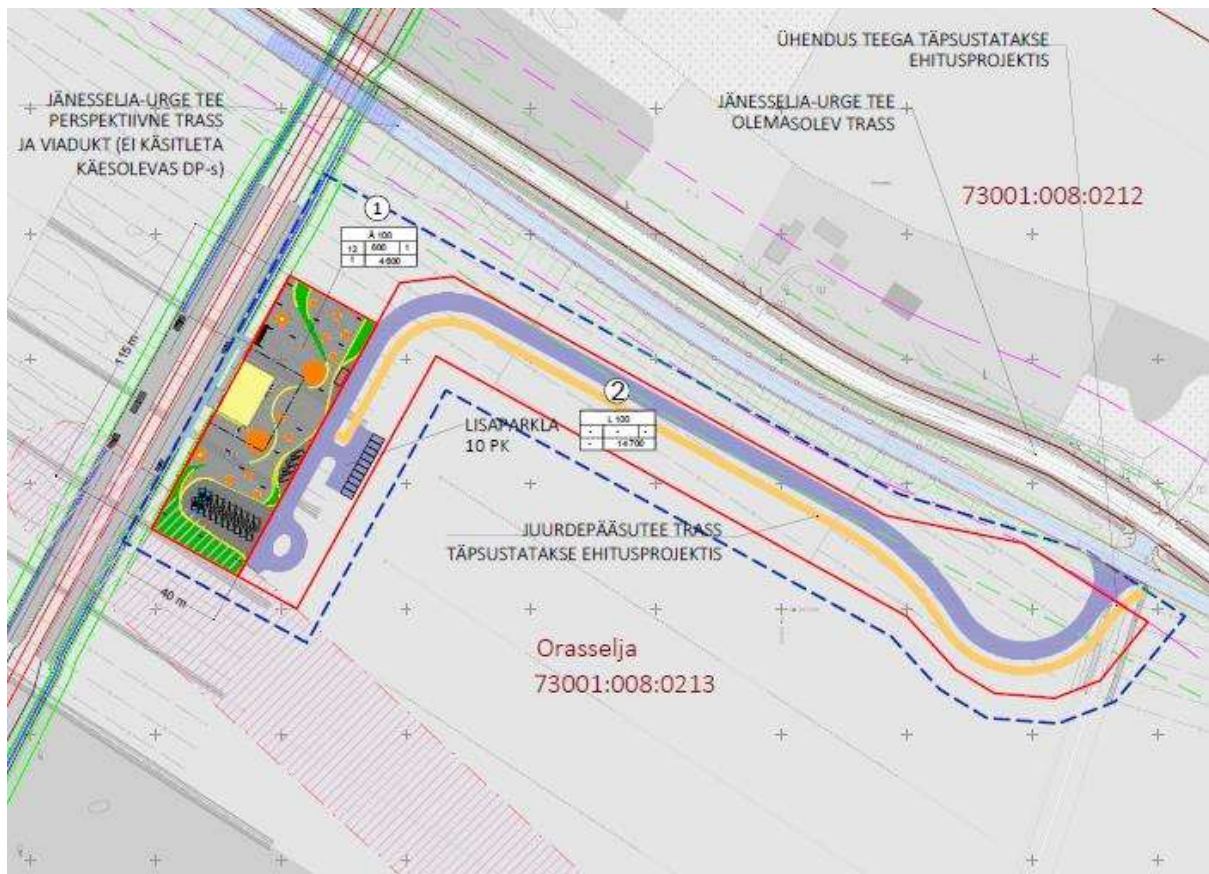 ÜHENDUS TEEGA TÄPSUSTATAKSE
EHITUSPROJEKTIS
JÄNESSELJA-URGE TEE
PERSPEKTIIVNE TRASS
JA VIADUKT (EI KÄSITLETA
KÄESOLEVAS DP-s)
JÄNESSELJA-URGE TEE
OLEMASOLEV TRASS
73001:008:0212
1
Ä 100
12 600 1
1 4 600
115 m
2
L 100
- - -
- 14 700
LISAPARKLA
10 PK
JUURDEPÄÄSUTEE TRASS
TÄPSUSTATAKSE EHITUSPROJEKTIS
40 m
Orasselja
73001:008:0213